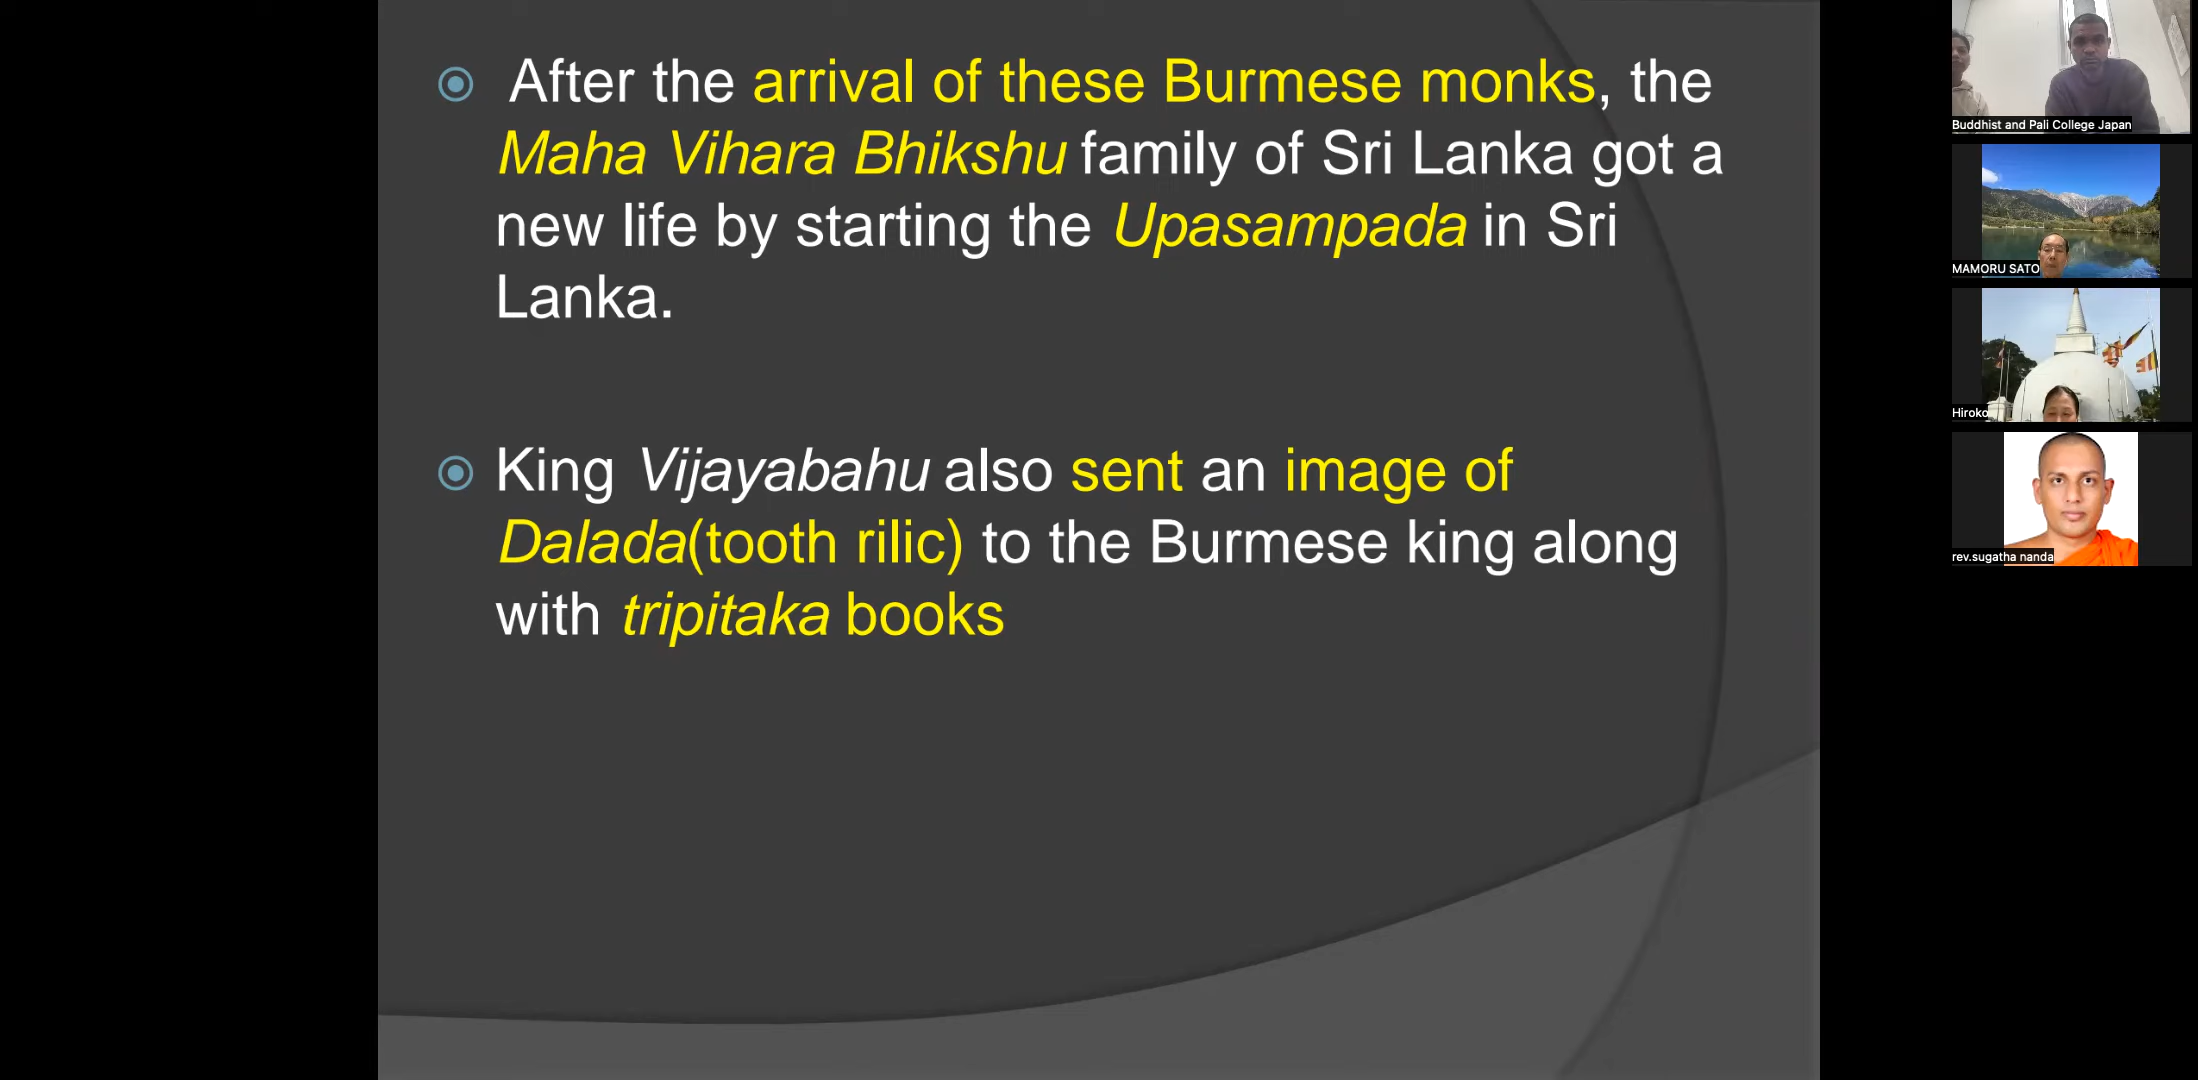 After the arrival of these Burmese monks, the
Maha Vihara Bhikshu family of Sri Lanka got a
new life by starting the Upasampada in Sri
Lanka.
King Vijayabahu also sent an image of
Dalada(tooth rilic) to the Burmese king along
with tripitaka books
Buddhist and Pali College Japan
MAMORU SATO
Hiroko
rev.sugatha nanda